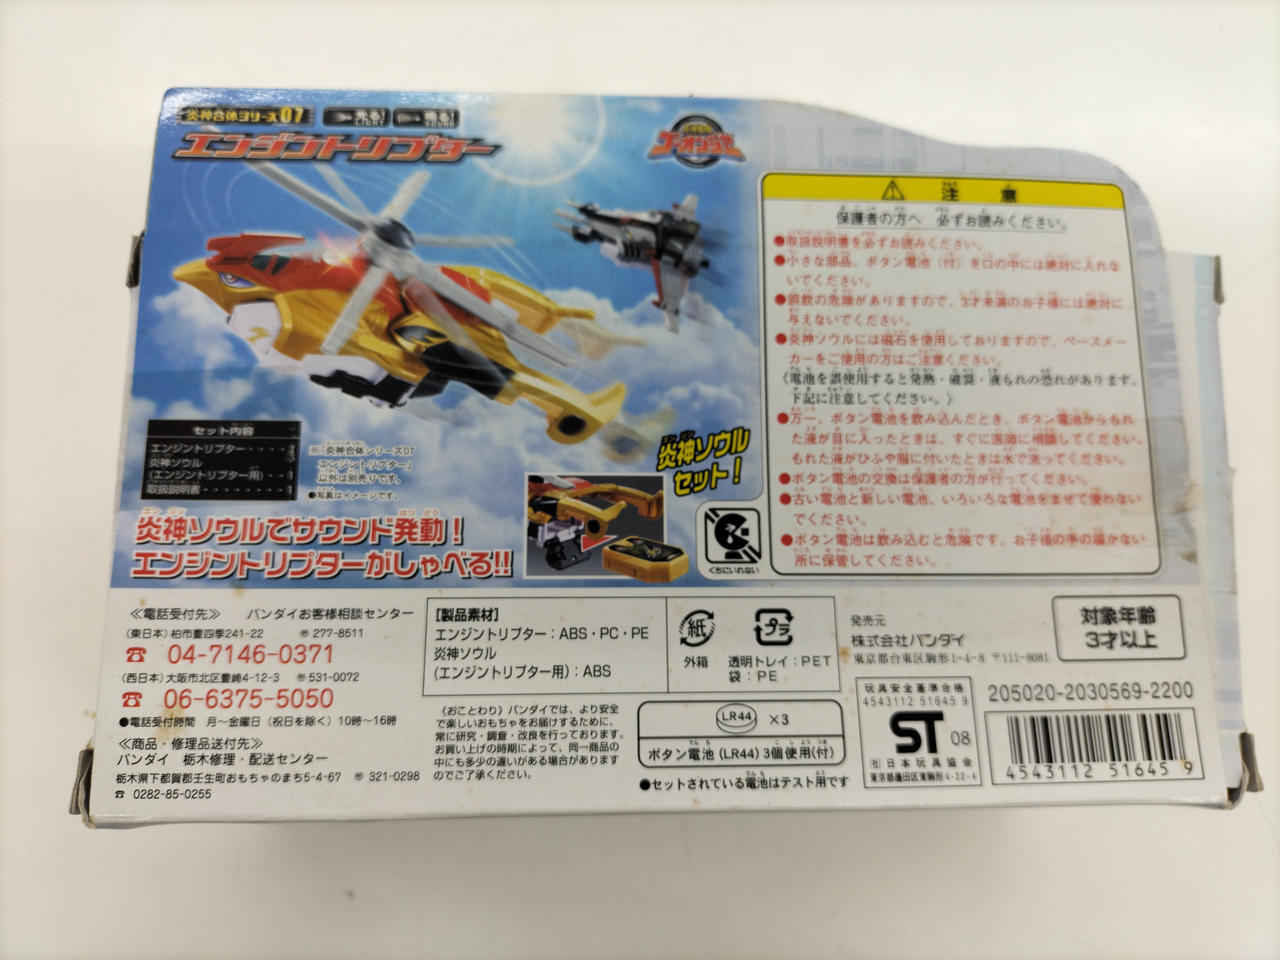 炎神合体シリーズ07
光る!
LIGHT
鳴る!
SOUND
エンジントリプター
炎神戦隊
ゴーオンジャー
セット内容
エンジントリプター
炎神ソウル
(エンジントリプター用)
取扱説明書
※「炎神合体シリーズ07
エンジントリプター」
以外は別売りです。
●写真はイメージです。
炎神ソウル
セット!
炎神ソウルでサウンド発動!
エンジントリプターがしゃべる!!
くちにいれない
注意
保護者の方へ 必ずお読みください。
●取扱説明書を必ずお読みください。
●小さな部品、ボタン電池(付)を口の中には絶対に入れな
いでください。
●誤飲の危険がありますので、3才未満のお子様には絶対に
与えないでください。
●炎神ソウルには磁石を使用しておりますので、ペースメー
カーをご使用の方はご注意ください。
《電池を誤使用すると発熱・破裂・液もれの恐れがあります。
下記に注意してください。》
●万一、ボタン電池を飲み込んだとき、ボタン電池からもれ
た液が目に入ったときは、すぐに医師に相談してください。
もれた液がひふや服に付いたときは水で洗ってください。
●ボタン電池の交換は保護者の方が行ってください。
●古い電池と新しい電池、いろいろな電池をまぜて使わない
でください。
●ボタン電池は飲み込むと危険です。お子様の手の届かない
所に保管してください。
≪電話受付先≫ バンダイお客様相談センター
(東日本)柏市豊四季241-22 〒277-8511
☎ 04-7146-0371
(西日本)大阪市北区豊崎4-12-3 〒531-0072
☎ 06-6375-5050
●電話受付時間 月〜金曜日(祝日を除く)10時〜16時
≪商品・修理品送付先≫
バンダイ 栃木修理・配送センター
栃木県下都賀郡壬生町おもちゃのまち5-4-67 〒321-0298
☎ 0282-85-0255
[製品素材]
エンジントリプター:ABS・PC・PE
炎神ソウル
(エンジントリプター用):ABS
紙
外箱
プラ
透明トレイ:PET
袋:PE
《おことわり》バンダイでは、より安全
で楽しいおもちゃをお届けするために、
常に研究・調査・改良を行っております。
お買い上げの時期によって、同一商品の
中にも多少の違いがある場合があります
のでご了承ください。
LR44 ×3
ボタン電池(LR44)3個使用(付)
●セットされている電池はテスト用です
発売元
株式会社バンダイ
東京都台東区駒形1-4-8 〒111-8081
対象年齢
3才以上
玩具安全基準合格
4543112 51645 9
ST 08
(社)日本玩具協会
東京都墨田区東駒形4-22-4
205020-2030569-2200
4543112 516459